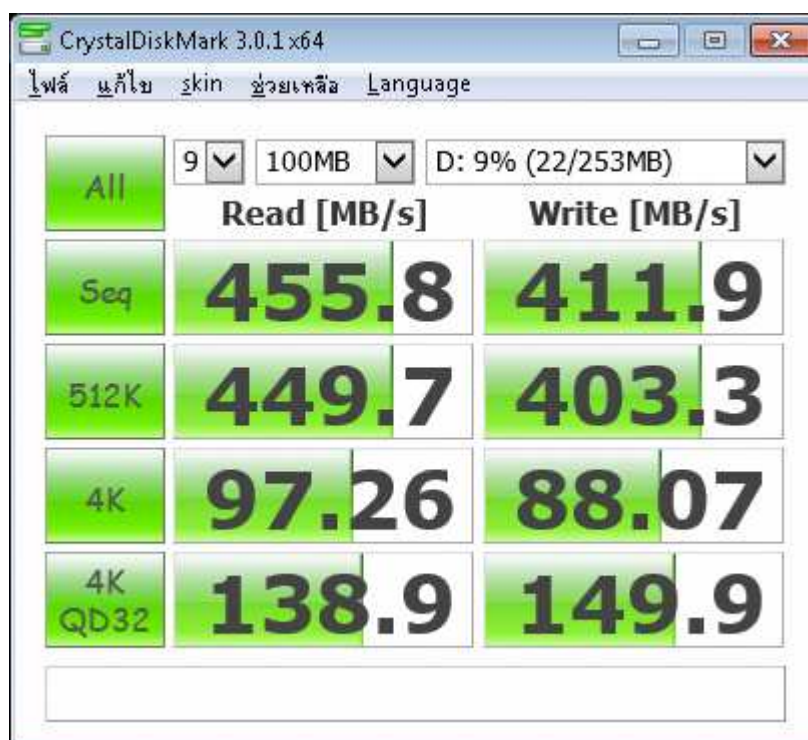 CrystalDiskMark 3.0.1 x64
ไฟล์ แก้ไข skin ช่วยเหลือ Language
All 9 100MB D: 9% (22/253MB)
Read [MB/s] Write [MB/s]
Seq 455.8 411.9
512K 449.7 403.3
4K 97.26 88.07
4K QD32 138.9 149.9